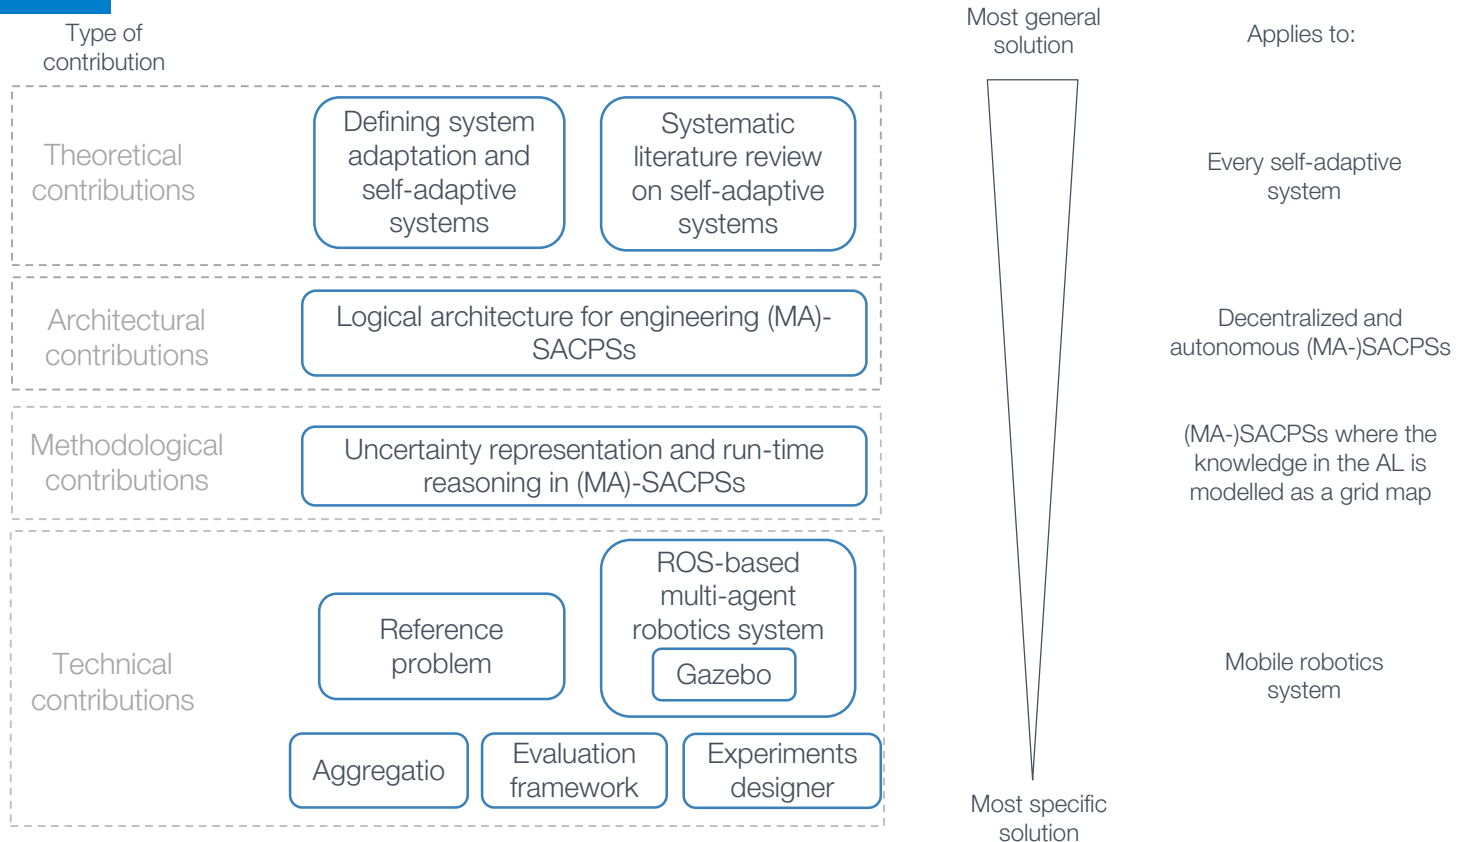 Type of
contribution
Most general
solution
Applies to:
Theoretical
contributions
Defining system
adaptation and
self-adaptive
systems
Systematic
literature review
on self-adaptive
systems
Every self-adaptive
system
Architectural
contributions
Logical architecture for engineering (MA)-
SACPSs
Decentralized and
autonomous (MA-)SACPSs
Methodological
contributions
Uncertainty representation and run-time
reasoning in (MA)-SACPSs
(MA-)SACPSs where the
knowledge in the AL is
modelled as a grid map
Technical
contributions
Reference
problem
ROS-based
multi-agent
robotics system
Gazebo
Mobile robotics
system
Aggregatio
Evaluation
framework
Experiments
designer
Most specific
solution